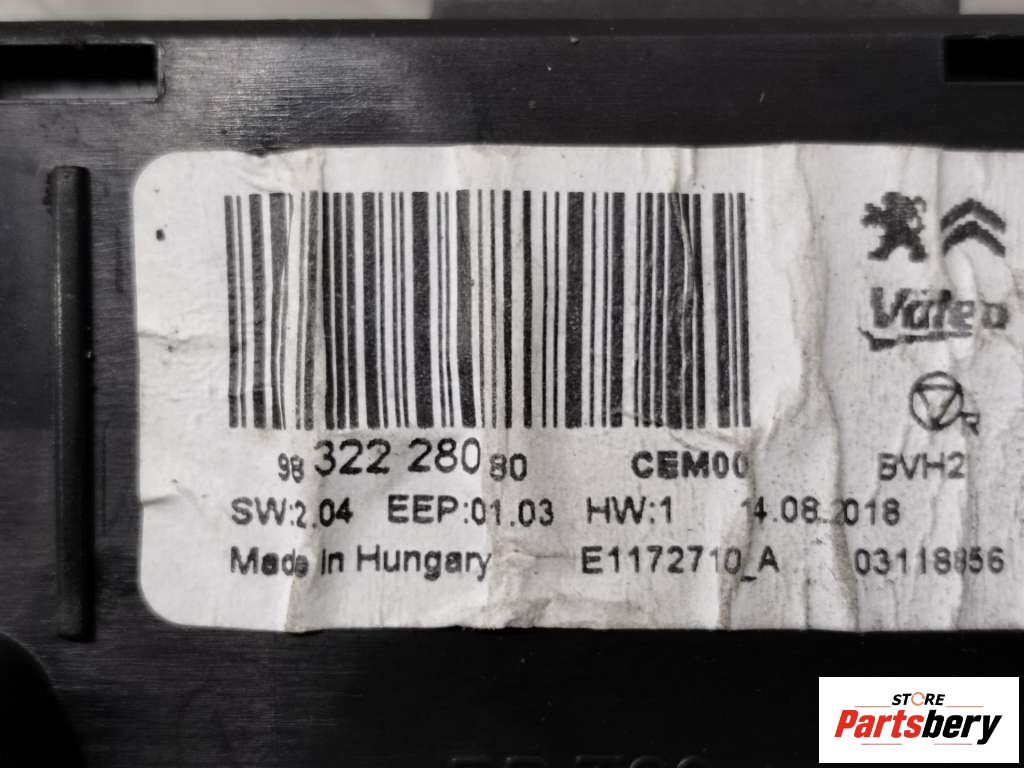 Valeo
R
98 322 280 80 CEM00 BVH2
SW:2.04 EEP:01.03 HW:1 14.08.2018
Made in Hungary E1172710_A 03118856
STORE
Partsbery